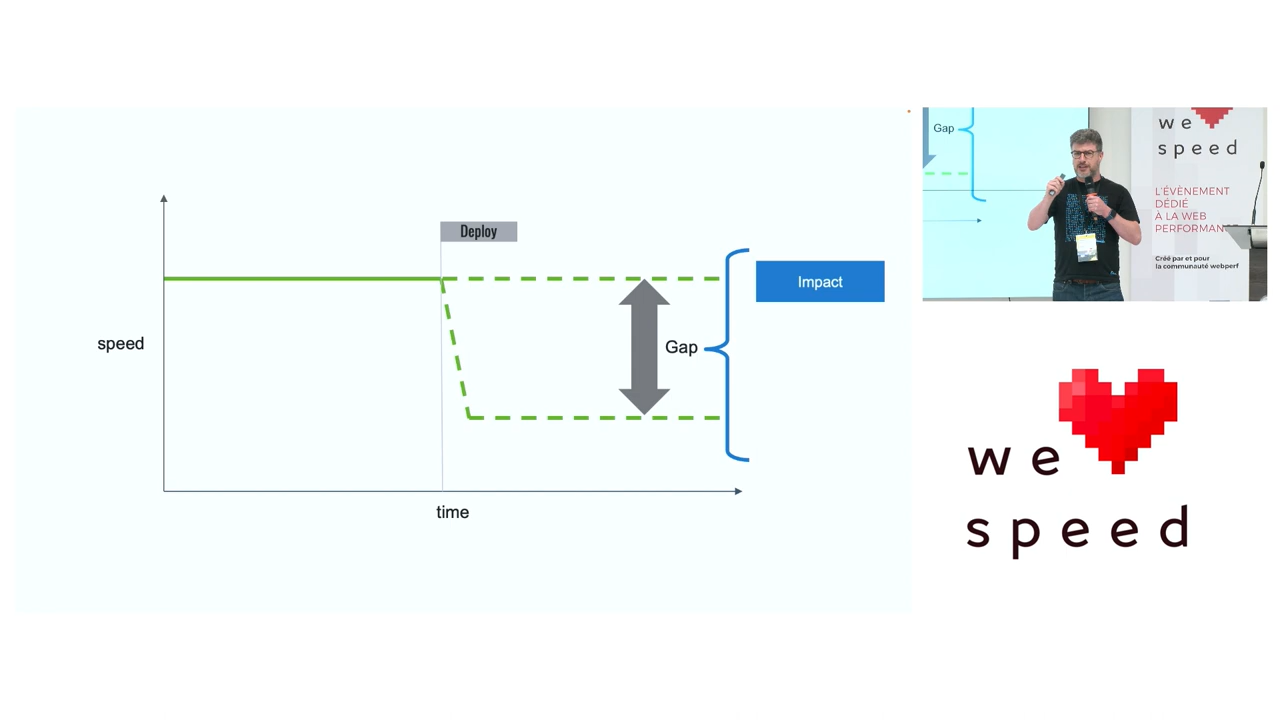 Deploy
Impact
speed
Gap
time
Gap
we
speed
L'ÉVÈNEMENT
DÉDIÉ
À LA WEB
PERFORMAN
Créé par et pour
la communauté webperf
we
speed